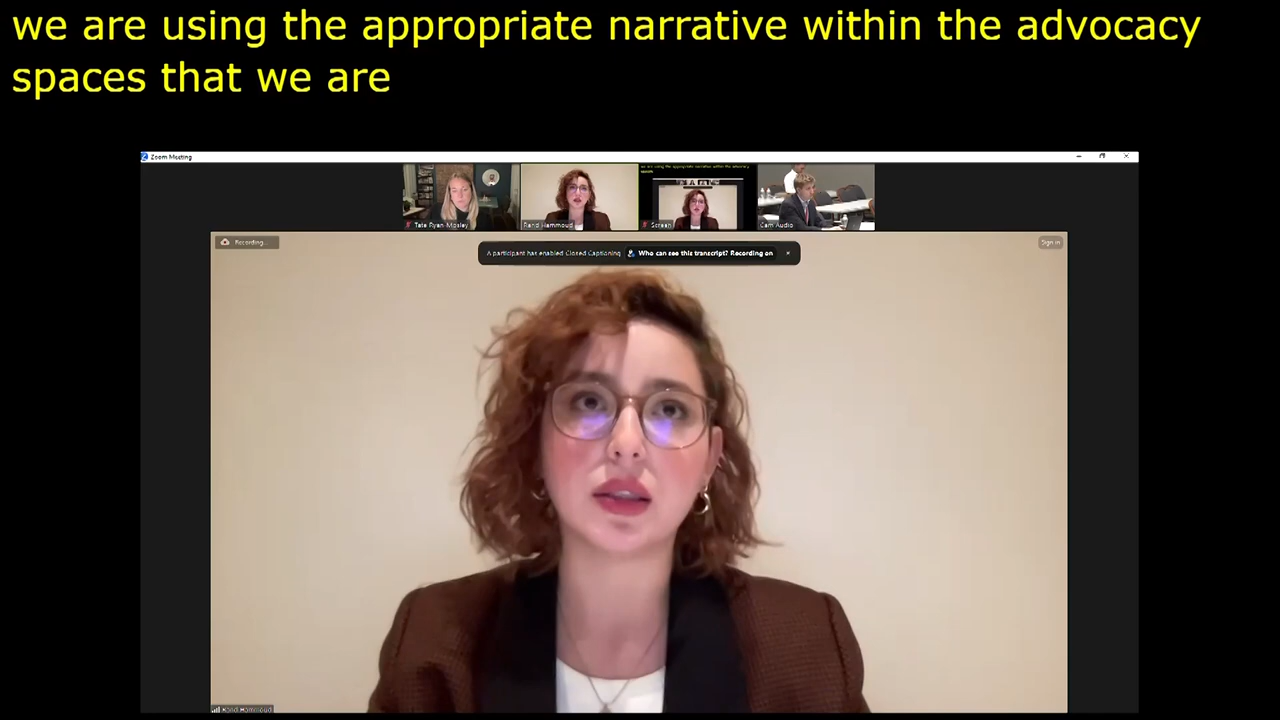 we are using the appropriate narrative within the advocacy
spaces that we are
Zoom Meeting
Tate Ryan Mosley
Rand Hammoud
Screen
Cam Audio
Recording...
A participant has enabled Closed Captioning
Who can see this transcript? Recording on
Sign in
Rand Hammoud